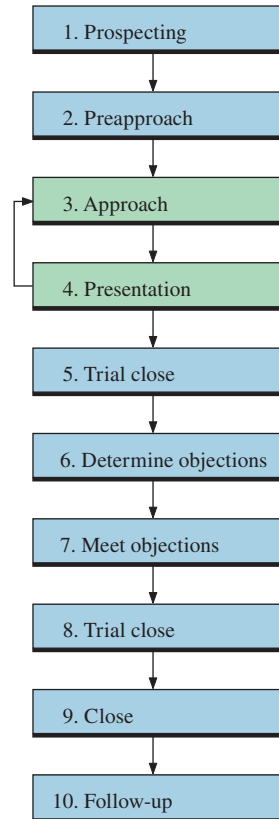 1. Prospecting
2. Preapproach
3. Approach
4. Presentation
5. Trial close
6. Determine objections
7. Meet objections
8. Trial close
9. Close
10. Follow-up